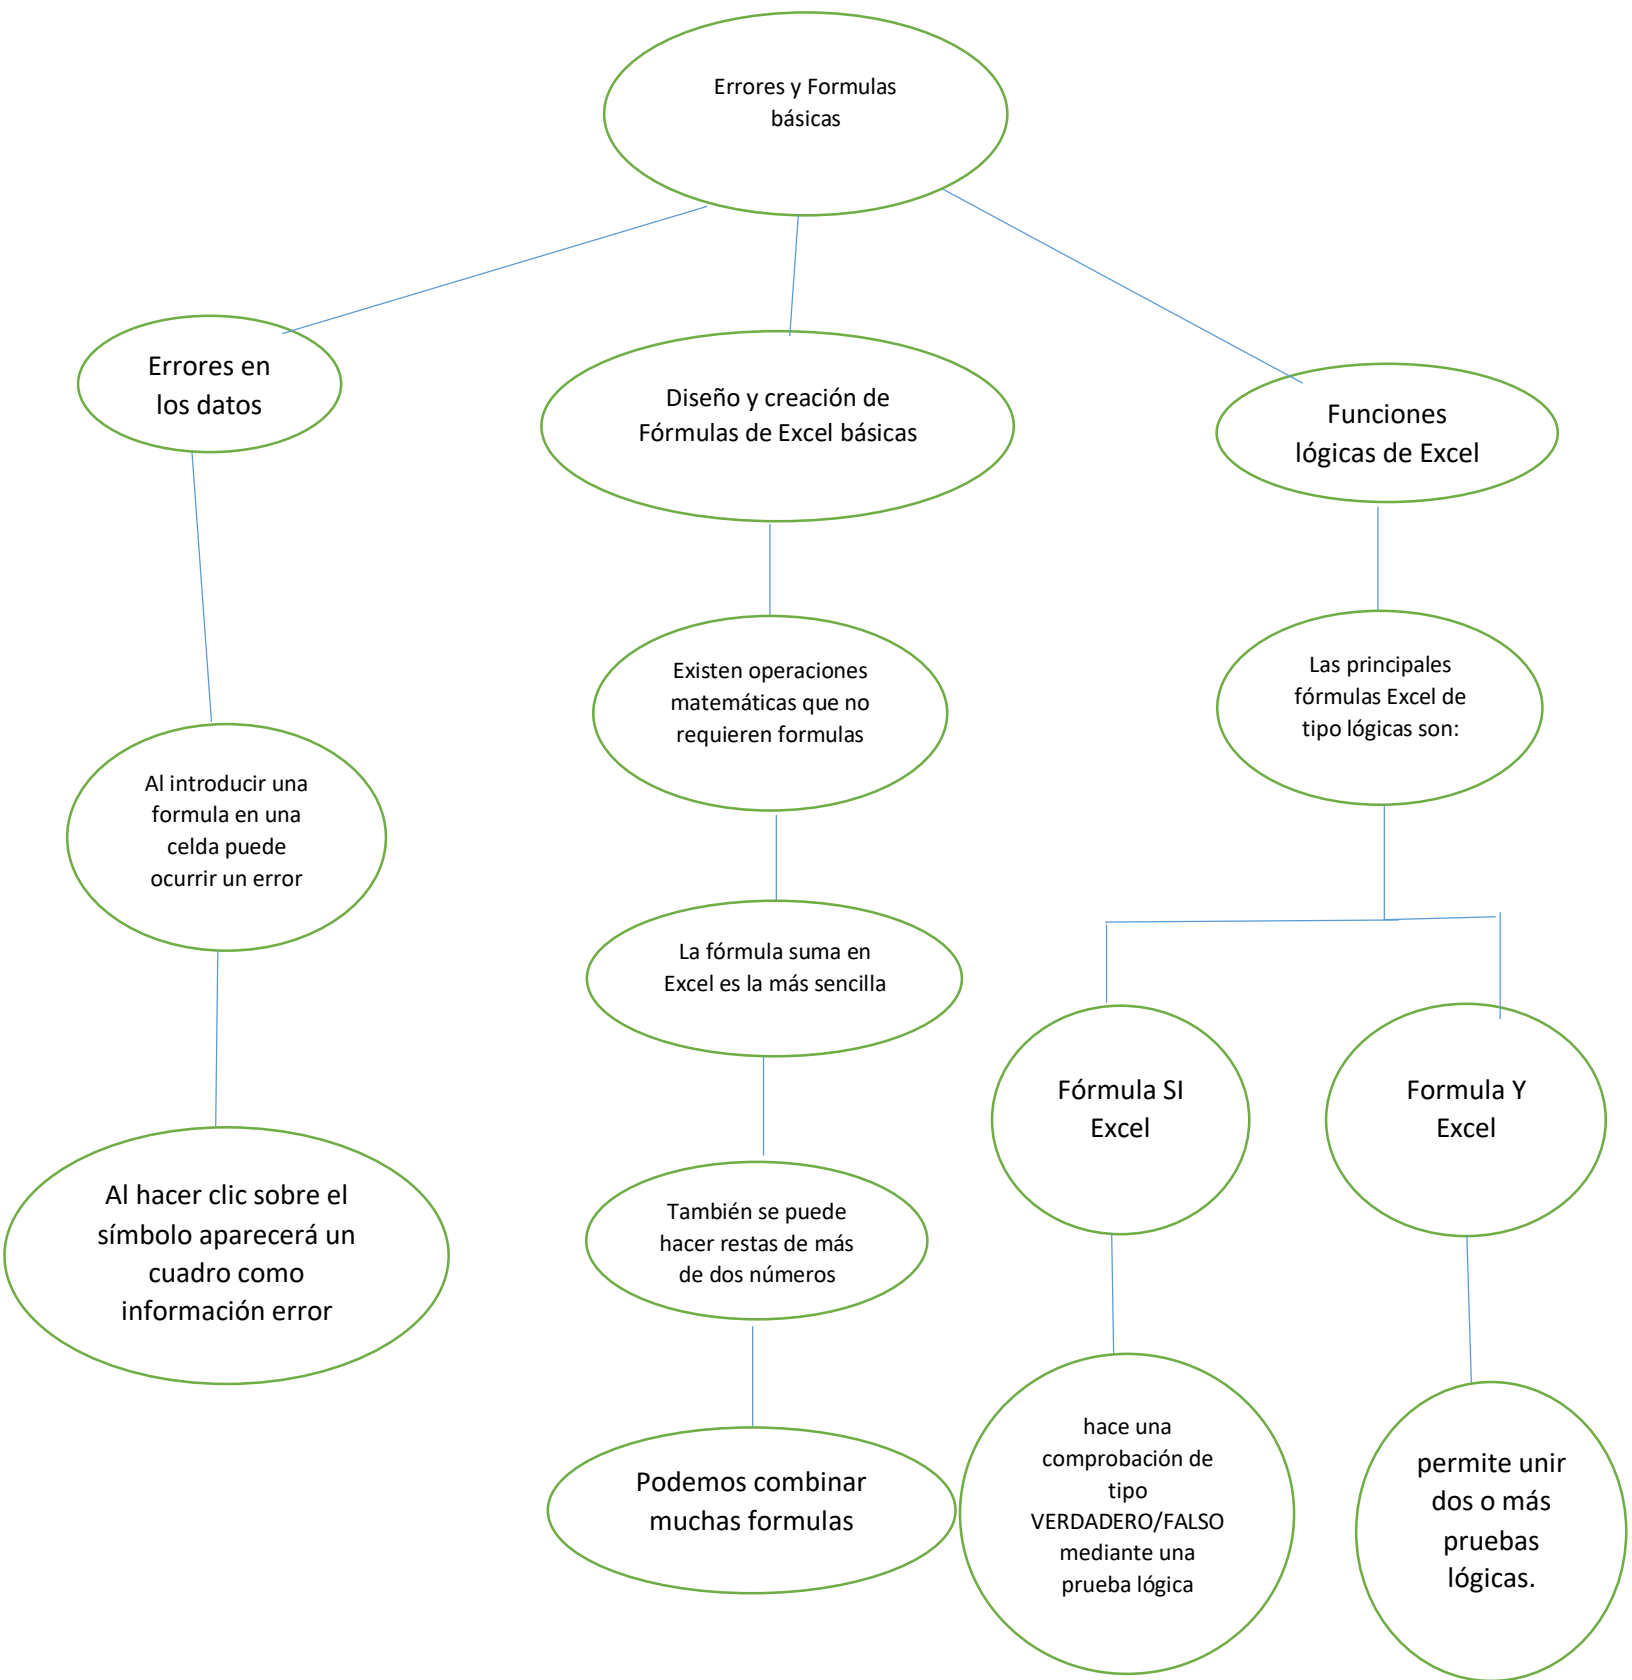 Errores y Formulas
básicas
Errores en
los datos
Diseño y creación de
Fórmulas de Excel básicas
Funciones
lógicas de Excel
Existen operaciones
matemáticas que no
requieren formulas
Las principales
fórmulas Excel de
tipo lógicas son:
Al introducir una
formula en una
celda puede
ocurrir un error
La fórmula suma en
Excel es la más sencilla
Fórmula SI
Excel
Formula Y
Excel
Al hacer clic sobre el
símbolo aparecerá un
cuadro como
información error
También se puede
hacer restas de más
de dos números
Podemos combinar
muchas formulas
hace una
comprobación de
tipo
VERDADERO/FALSO
mediante una
prueba lógica
permite unir
dos o más
pruebas
lógicas.